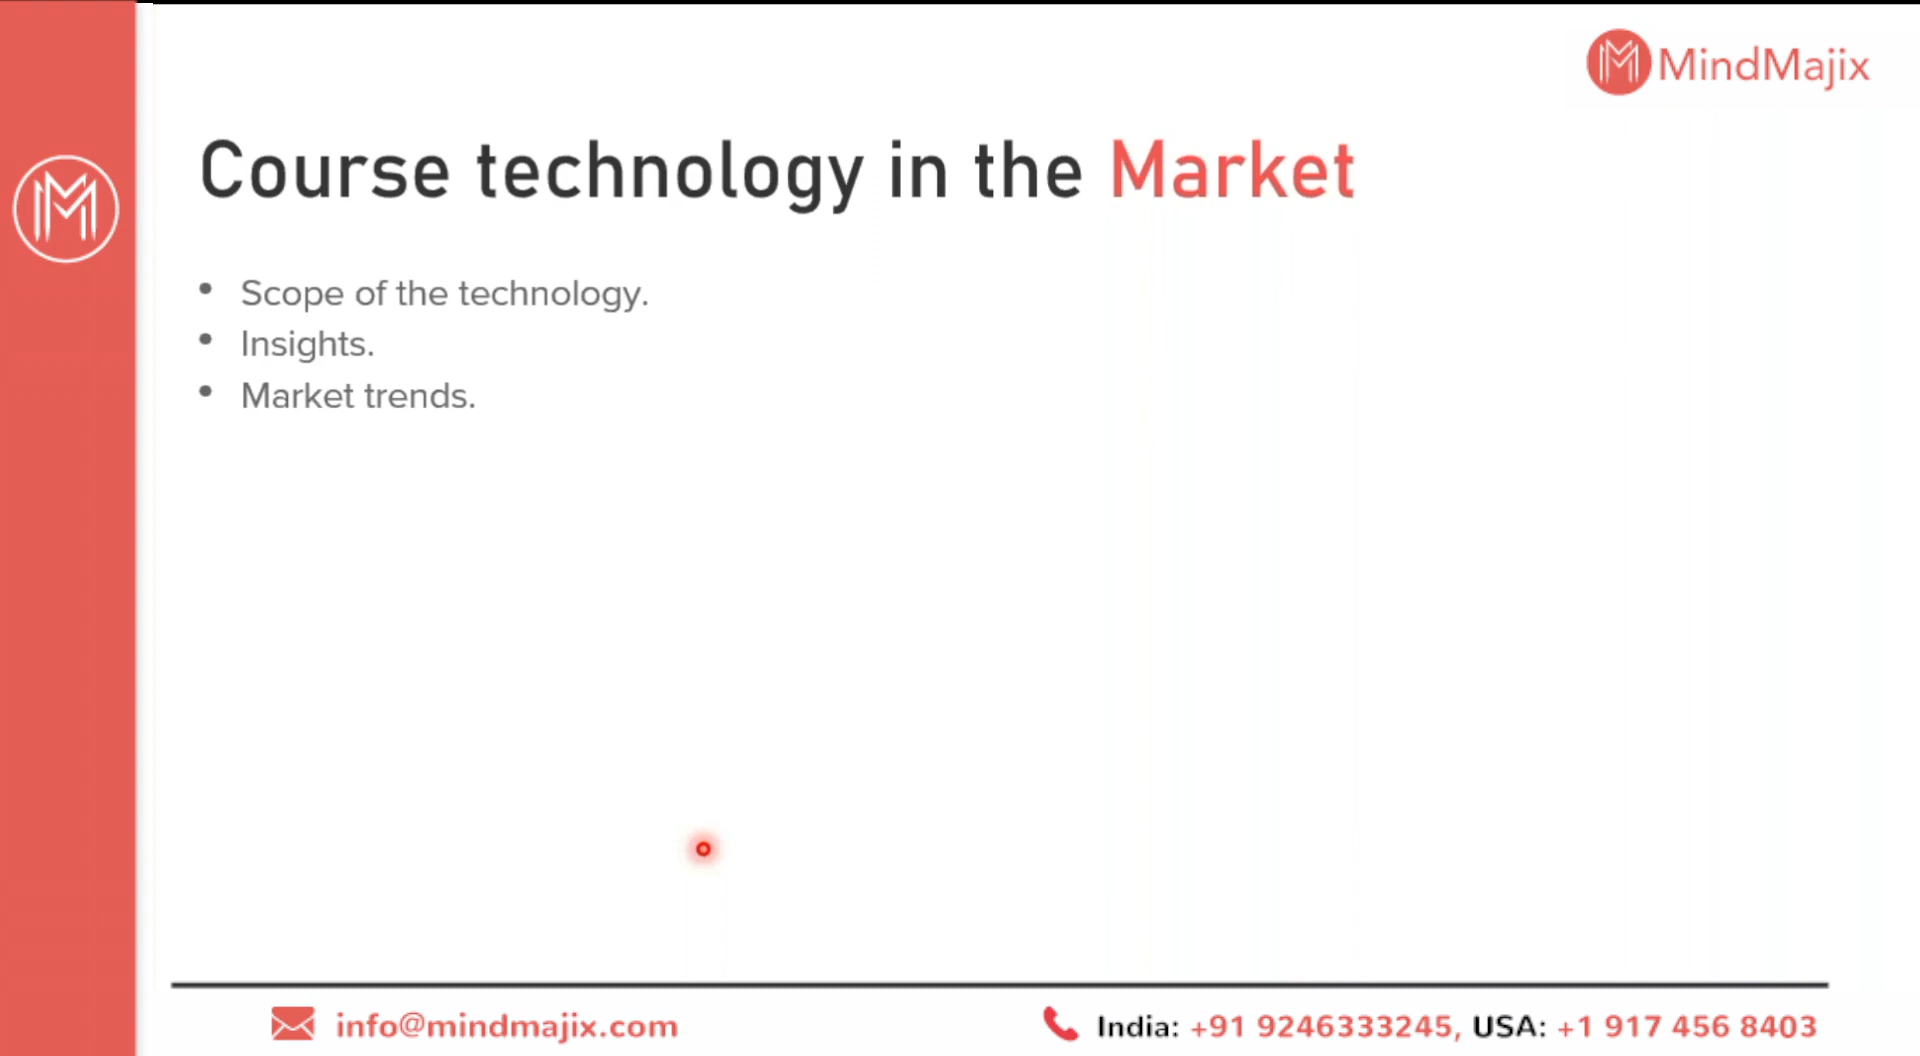 MindMajix
Course technology in the Market
• Scope of the technology.
• Insights.
• Market trends.
info@mindmajix.com
India: +91 9246333245, USA: +1 917 456 8403